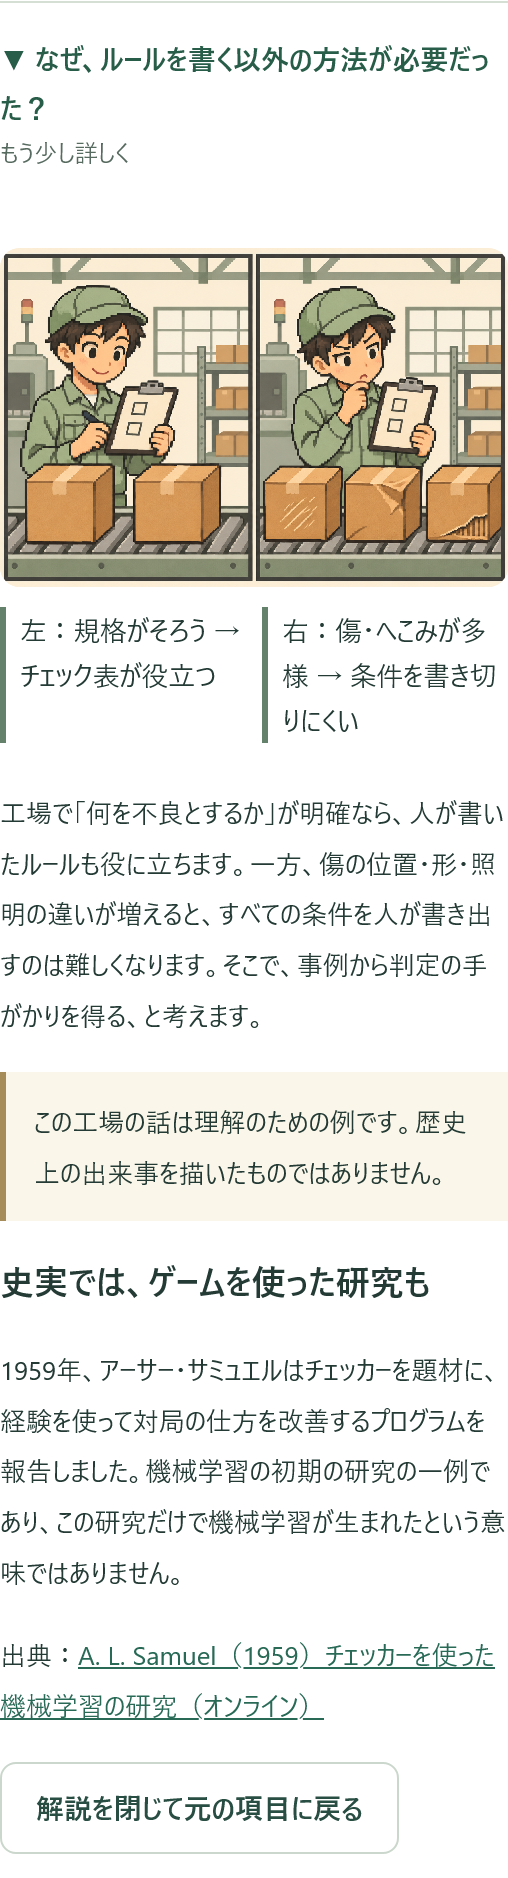 ▼ なぜ、ルールを書く以外の方法が必要だっ
た？
もう少し詳しく
左：規格がそろう →
チェック表が役立つ
右：傷・へこみが多
様 → 条件を書き切
りにくい
工場で「何を不良とするか」が明確なら、人が書い
たルールも役に立ちます。一方、傷の位置・形・照
明の違いが増えると、すべての条件を人が書き出
すのは難しくなります。そこで、事例から判定の手
がかりを得る、と考えます。
この工場の話は理解のための例です。歴史
上の出来事を描いたものではありません。
史実では、ゲームを使った研究も
1959年、アーサー・サミュエルはチェッカーを題材に、
経験を使って対局の仕方を改善するプログラムを
報告しました。機械学習の初期の研究の一例で
あり、この研究だけで機械学習が生まれたという意
味ではありません。
出典：A. L. Samuel（1959）チェッカーを使った
機械学習の研究（オンライン）
解説を閉じて元の項目に戻る